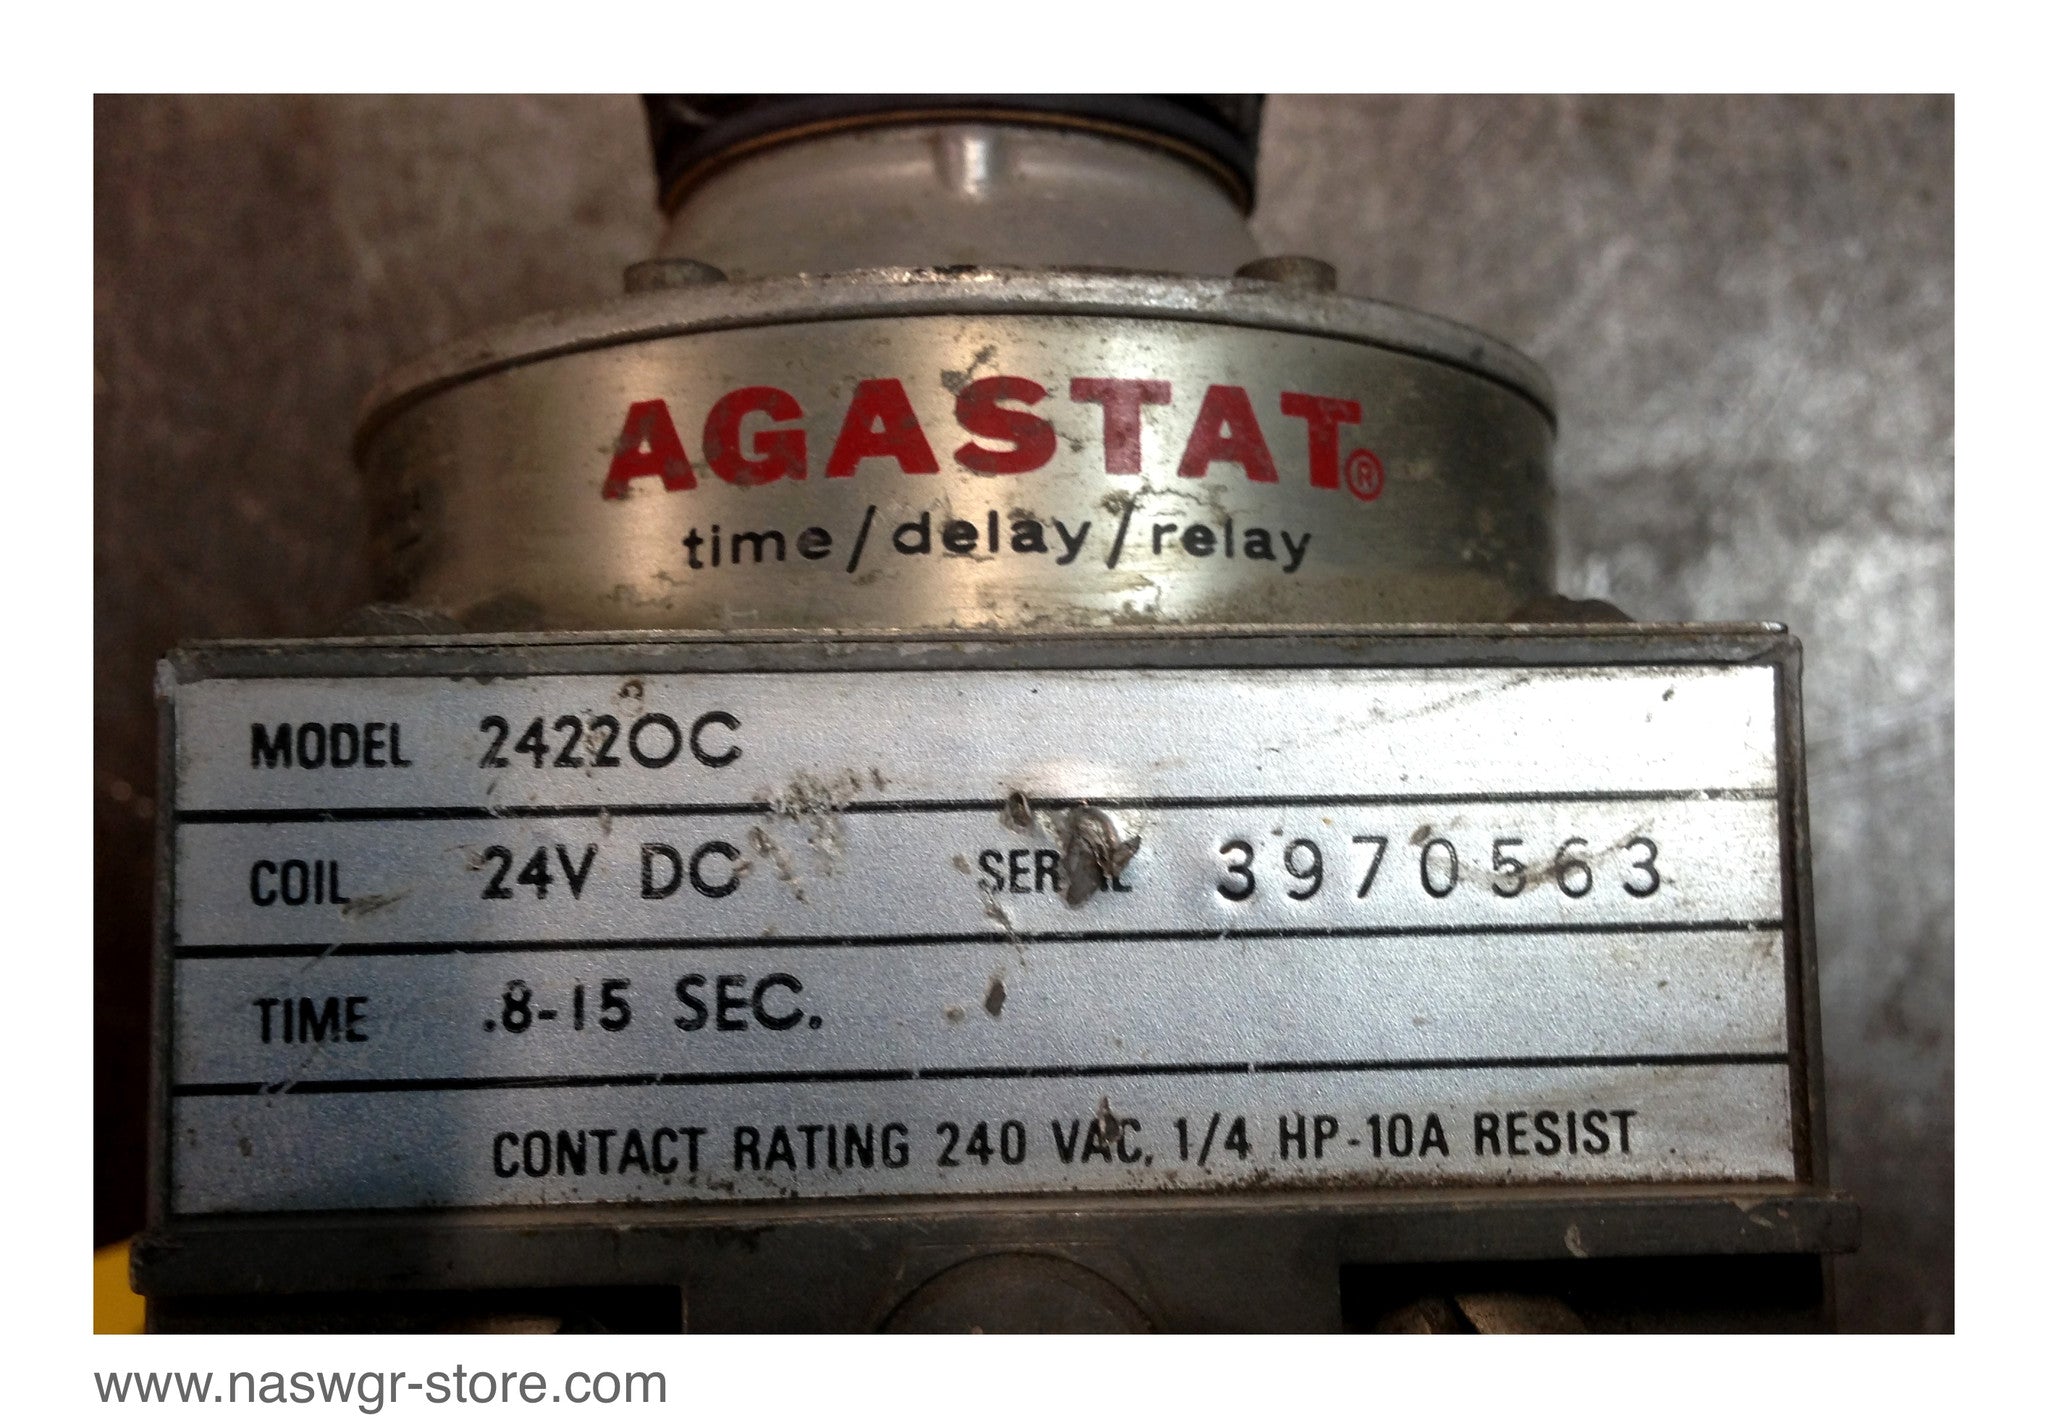 AGASTAT®
time/delay/relay
MODEL 2422OC
COIL 24V DC SERIAL 3970563
TIME .8-15 SEC.
CONTACT RATING 240 VAC, 1/4 HP-10A RESIST
www.naswgr-store.com